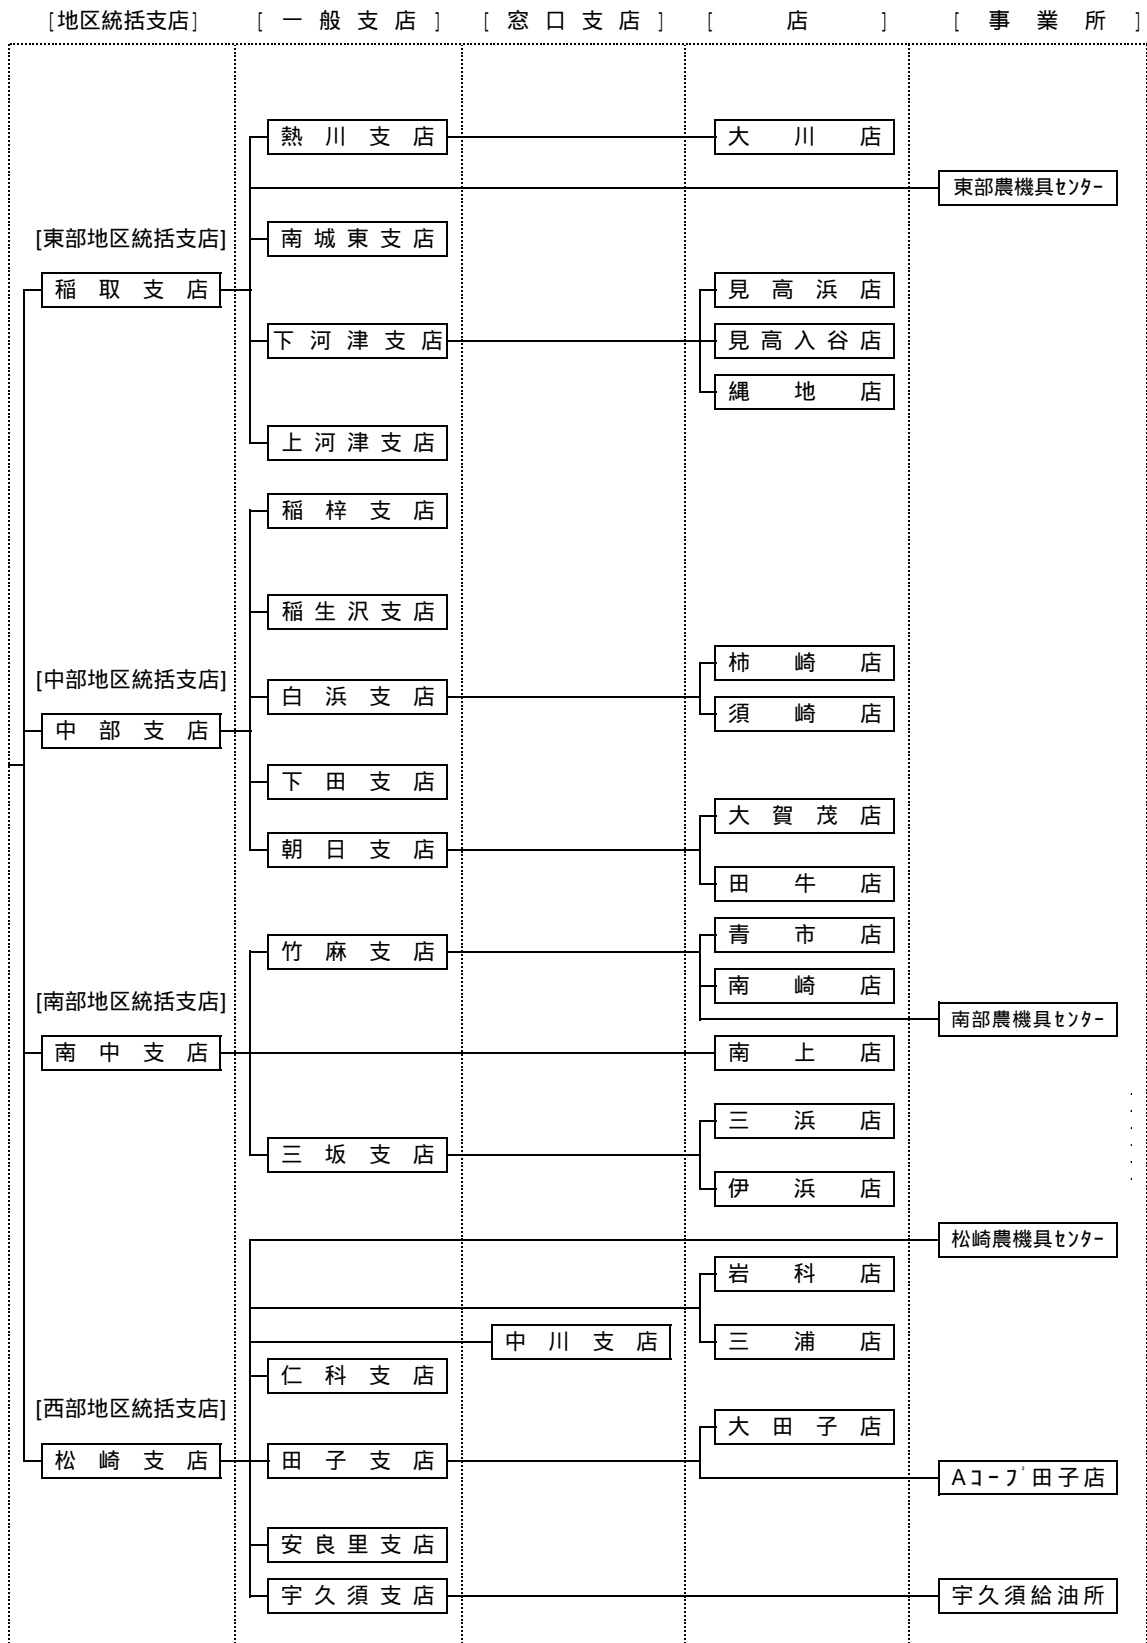 [地区統括支店] [一般支店] [窓口支店] [店] [事業所]
熱川支店 大川店
東部農機具ｾﾝﾀｰ
[東部地区統括支店] 南城東支店
稲取支店 見高浜店
下河津支店 見高入谷店
縄地店
上河津支店
稲梓支店
稲生沢支店
柿崎店
[中部地区統括支店] 白浜支店
須崎店
中部支店
下田支店
大賀茂店
朝日支店
田牛店
青市店
竹麻支店
南崎店
[南部地区統括支店]
南部農機具ｾﾝﾀｰ
南中支店 南上店
三浜店
三坂支店
伊浜店
松崎農機具ｾﾝﾀｰ
岩科店
中川支店 三浦店
仁科支店
[西部地区統括支店]
大田子店
松崎支店 田子支店
Aｺｰﾌﾟ田子店
安良里支店
宇久須支店 宇久須給油所